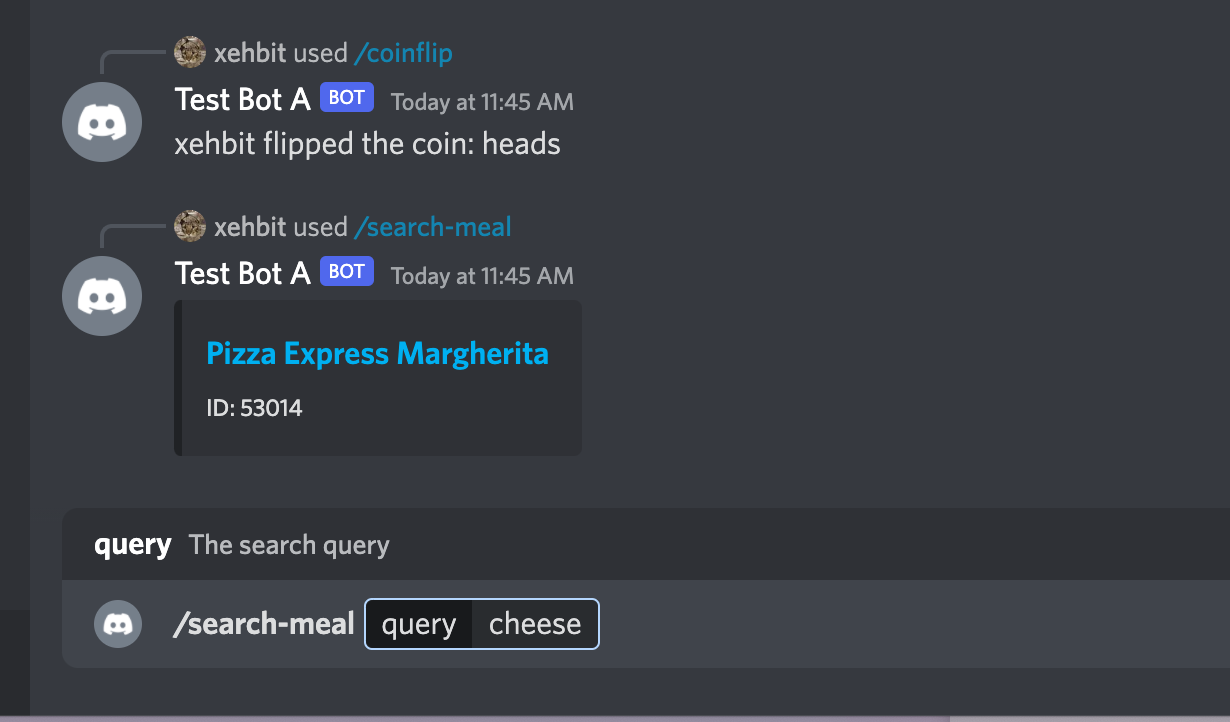 xehbit used /coinflip
Test Bot A BOT Today at 11:45 AM
xehbit flipped the coin: heads
xehbit used /search-meal
Test Bot A BOT Today at 11:45 AM
Pizza Express Margherita
ID: 53014
query The search query
/search-meal query cheese